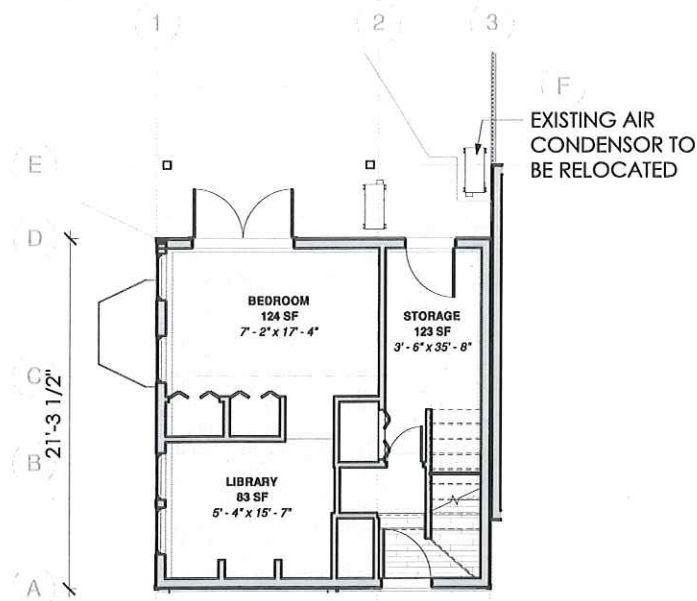 1
2
3
F
EXISTING AIR
CONDENSOR TO
BE RELOCATED
E
D
BEDROOM
124 SF
7' - 2" x 17' - 4"
STORAGE
123 SF
3' - 6" x 35' - 8"
C
21'-3 1/2"
B
LIBRARY
83 SF
5' - 4" x 15' - 7"
A